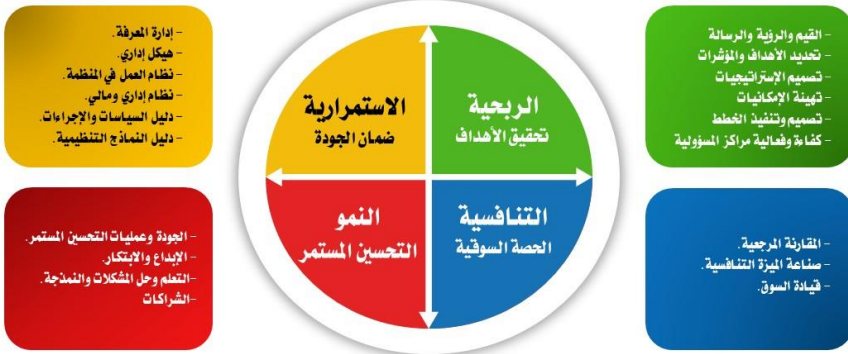 - القيم والرؤية والرسالة
- تحديد الأهداف والمؤشرات
- تصميم الإستراتيجيات
- تهيئة الإمكانيات
- تصميم وتنفيذ الخطط
- كفاءة وفعالية مراكز المسؤولية
الربحية
تحقيق الأهداف
الاستمرارية
ضمان الجودة
- إدارة المعرفة.
- هيكل إداري.
- نظام العمل في المنظمة.
- نظام إداري ومالي.
- دليل السياسات والإجراءات.
- دليل النماذج التنظيمية.
- المقارنة المرجعية.
- صناعة الميزة التنافسية.
- قيادة السوق.
التنافسية
الحصة السوقية
النمو
التحسين المستمر
- الجودة وعمليات التحسين المستمر.
- الإبداع والابتكار.
-التعلم وحل المشكلات والنمذجة.
-الشراكات